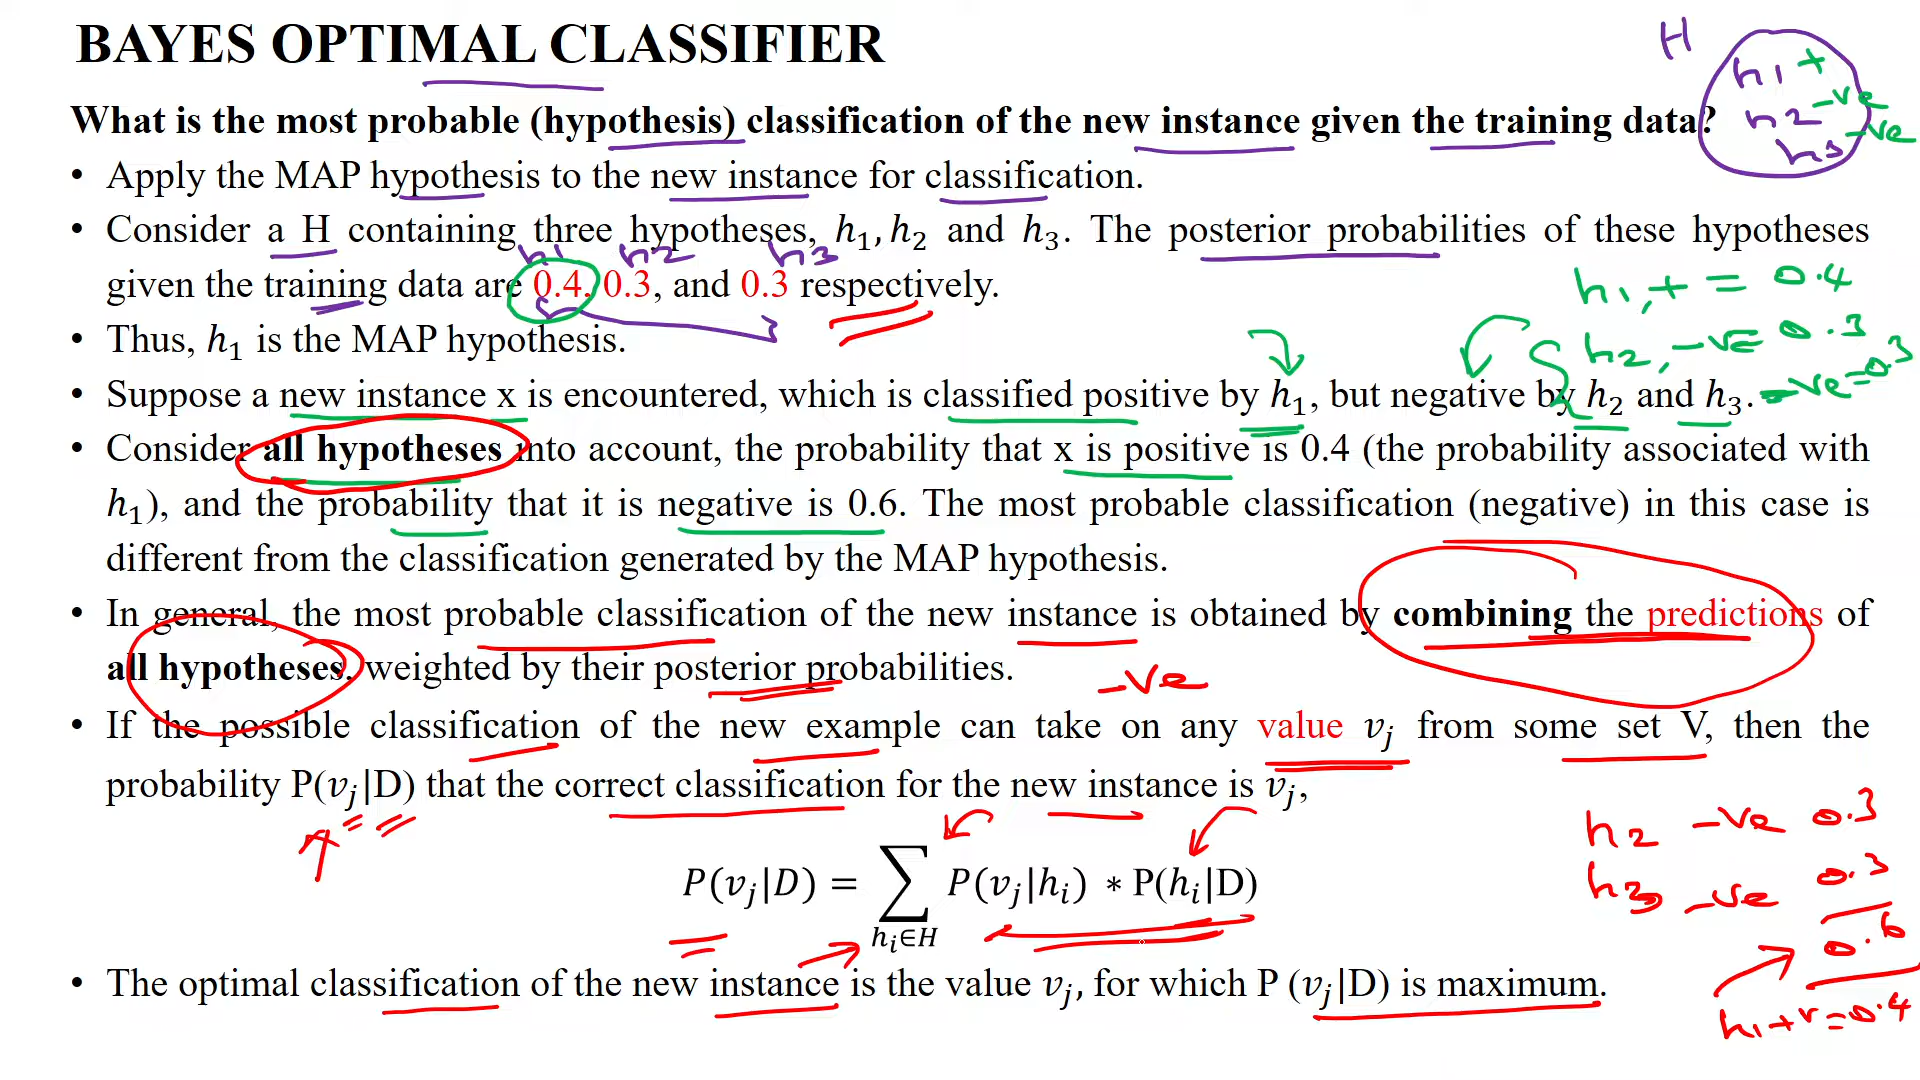 BAYES OPTIMAL CLASSIFIER
H
h1 +
h2 -ve
h3 -ve
What is the most probable (hypothesis) classification of the new instance given the training data?
• Apply the MAP hypothesis to the new instance for classification.
• Consider a H containing three hypotheses, h₁, h₂ and h₃. The posterior probabilities of these hypotheses
h1 h2 h3
given the training data are 0.4, 0.3, and 0.3 respectively.
h1, + = 0.4
• Thus, h₁ is the MAP hypothesis.
h2, -ve 0.3
• Suppose a new instance x is encountered, which is classified positive by h₁, but negative by h₂ and h₃.
-ve=0.3
• Consider all hypotheses into account, the probability that x is positive is 0.4 (the probability associated with
h₁), and the probability that it is negative is 0.6. The most probable classification (negative) in this case is
different from the classification generated by the MAP hypothesis.
• In general, the most probable classification of the new instance is obtained by combining the predictions of
all hypotheses, weighted by their posterior probabilities.
-ve
• If the possible classification of the new example can take on any value vⱼ from some set V, then the
probability P(vⱼ|D) that the correct classification for the new instance is vⱼ,
h2 -ve 0.3
P(vⱼ|D) = ∑ P(vⱼ|hᵢ) * P(hᵢ|D)
hᵢ∈H
h3 -ve 0.3
0.6
• The optimal classification of the new instance is the value vⱼ, for which P (vⱼ|D) is maximum.
h1+v=0.4